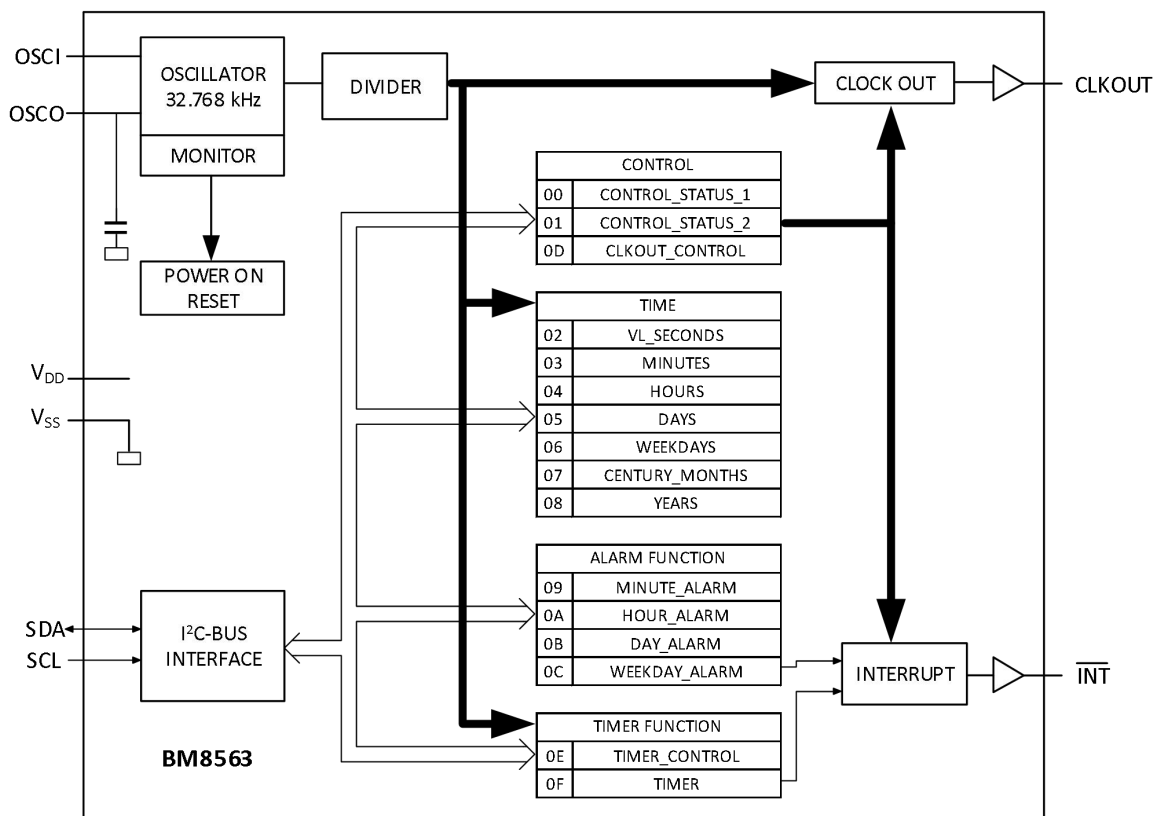 OSCI
OSCO
OSCILLATOR
32.768 kHz
MONITOR
DIVIDER
CLOCK OUT
CLKOUT
POWER ON
RESET
CONTROL
00 CONTROL_STATUS_1
01 CONTROL_STATUS_2
0D CLKOUT_CONTROL
TIME
02 VL_SECONDS
03 MINUTES
04 HOURS
05 DAYS
06 WEEKDAYS
07 CENTURY_MONTHS
08 YEARS
VDD
VSS
ALARM FUNCTION
09 MINUTE_ALARM
0A HOUR_ALARM
0B DAY_ALARM
0C WEEKDAY_ALARM
SDA
SCL
I²C-BUS
INTERFACE
INTERRUPT
INT
TIMER FUNCTION
0E TIMER_CONTROL
0F TIMER
BM8563